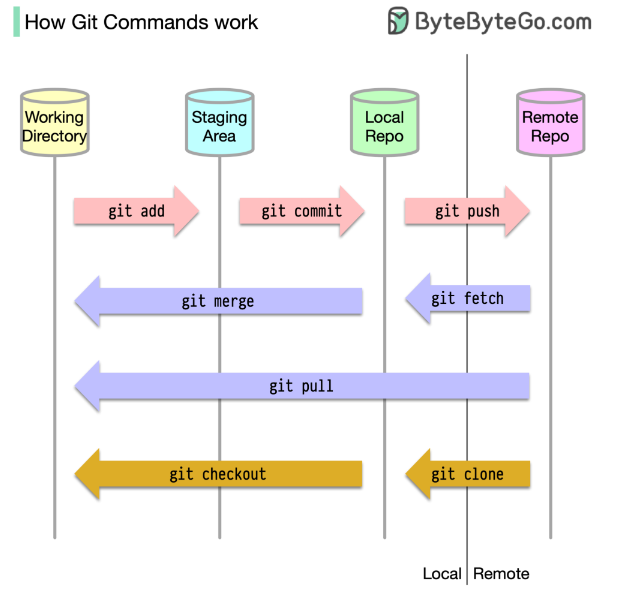 How Git Commands work
ByteByteGo.com
Working
Directory
Staging
Area
Local
Repo
Remote
Repo
git add
git commit
git push
git merge
git fetch
git pull
git checkout
git clone
Local
Remote